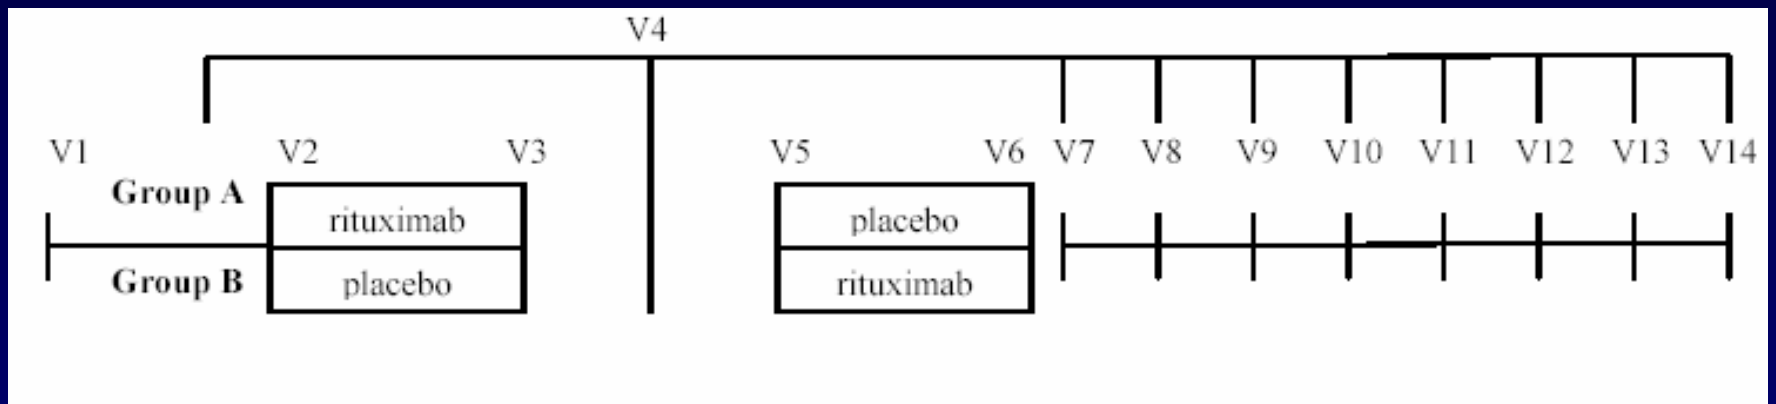 V4
V1 V2 V3 V5 V6 V7 V8 V9 V10 V11 V12 V13 V14
Group A
rituximab placebo
Group B
placebo rituximab